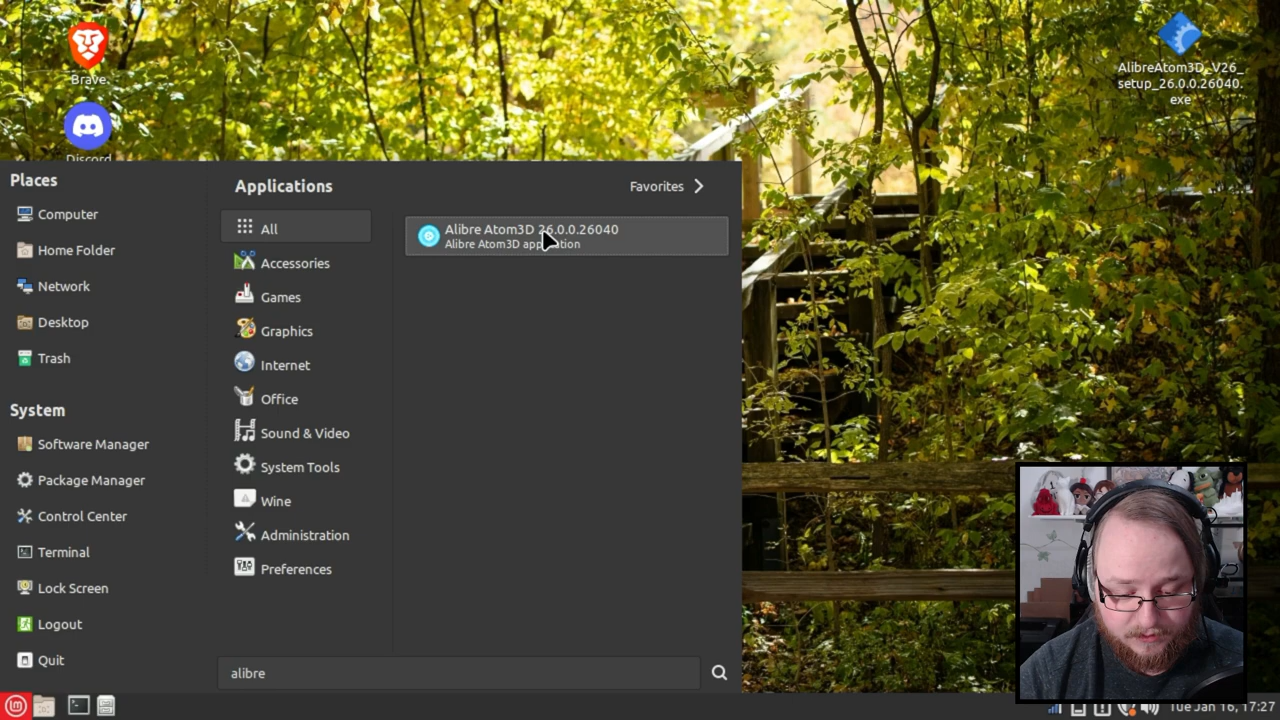 Brave
AlibreAtom3D_V26_
setup_26.0.0.26040.
exe
Discord
Places
Computer
Home Folder
Network
Desktop
Trash
System
Software Manager
Package Manager
Control Center
Terminal
Lock Screen
Logout
Quit
Applications
Favorites
All
Accessories
Games
Graphics
Internet
Office
Sound & Video
System Tools
Wine
Administration
Preferences
Alibre Atom3D 26.0.0.26040
Alibre Atom3D application
alibre
Tue Jan 16, 17:27